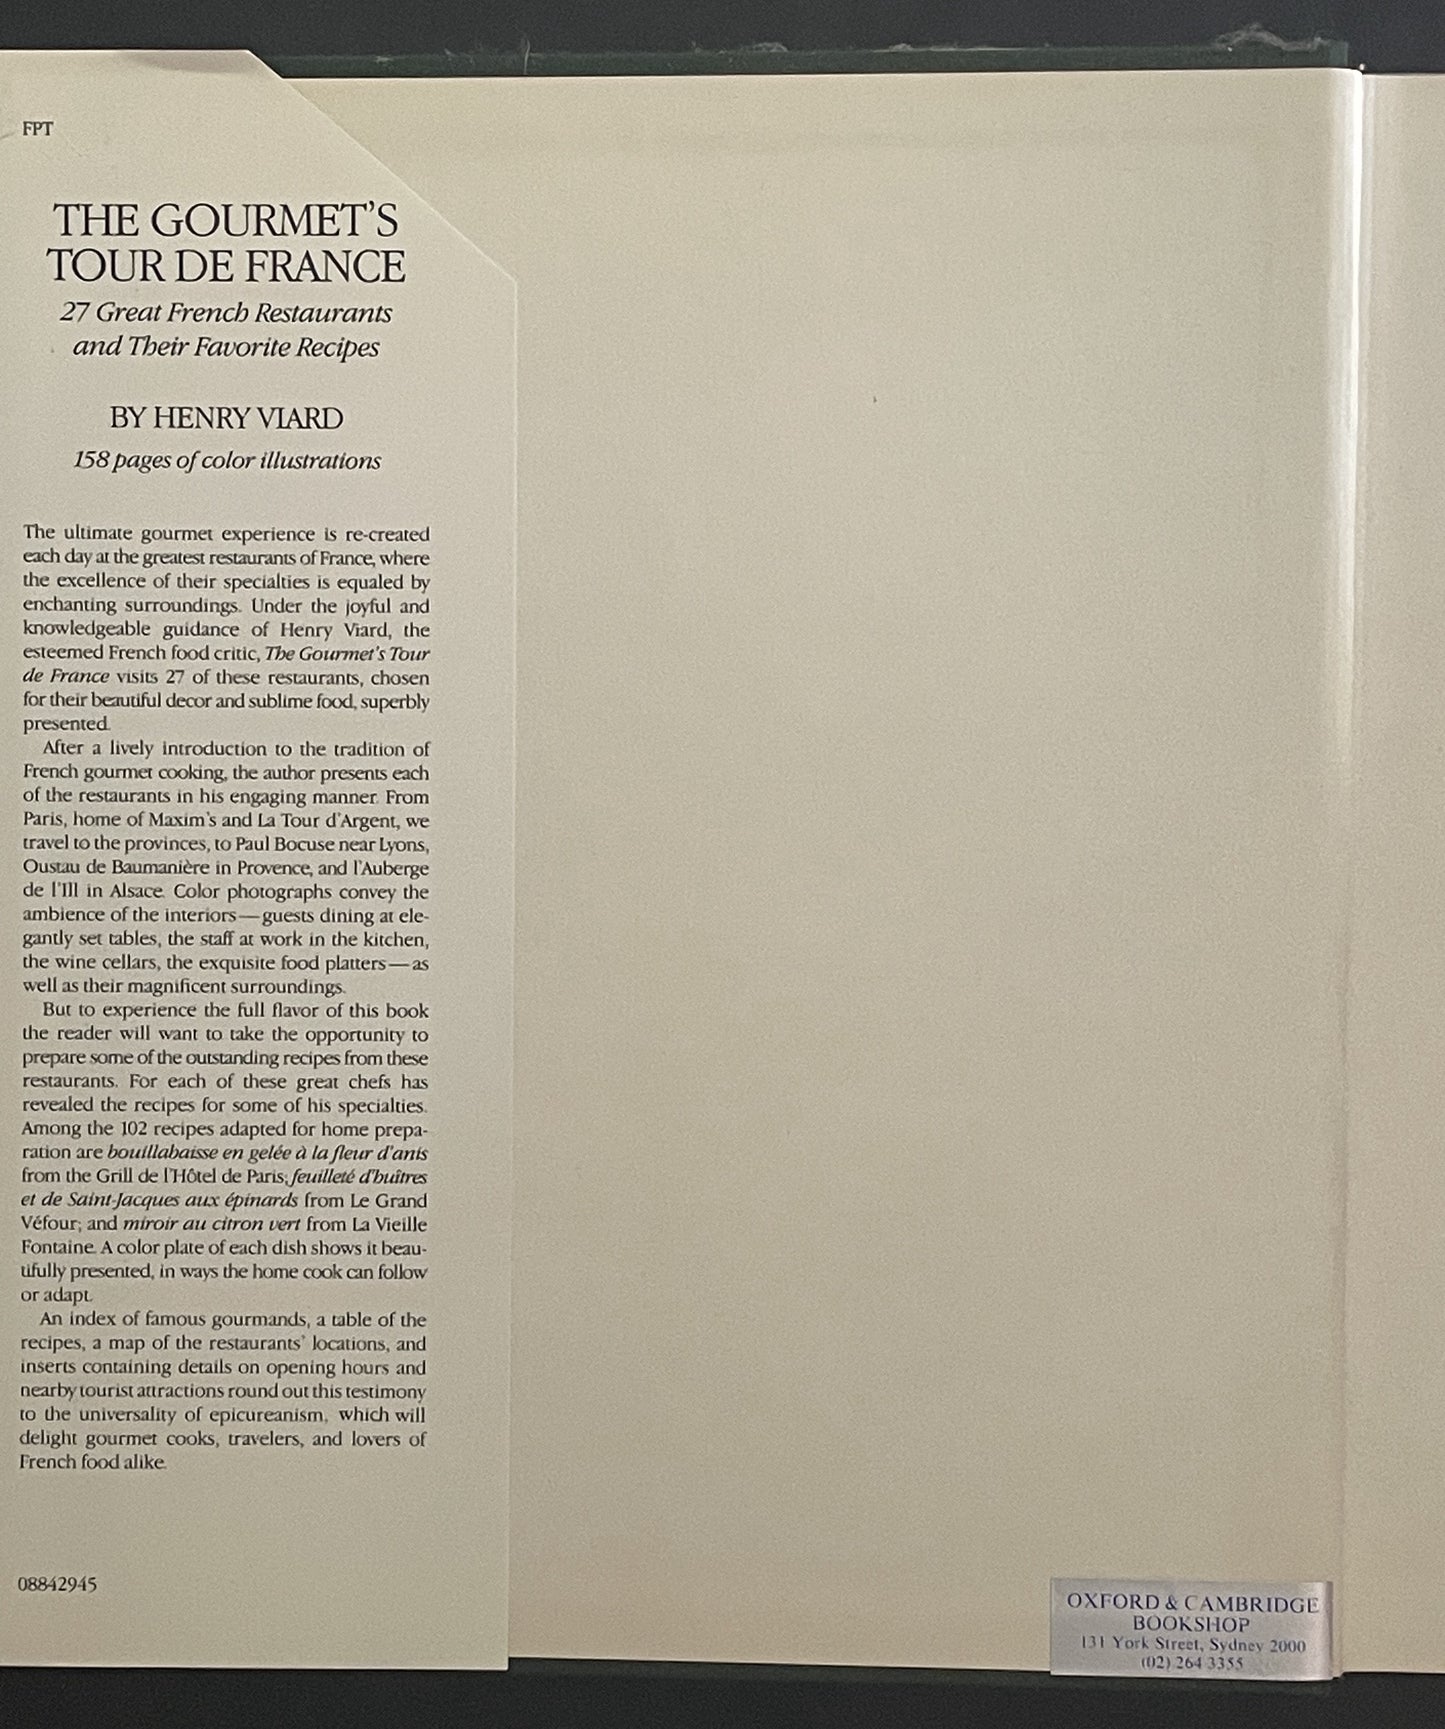 FPT
THE GOURMET'S
TOUR DE FRANCE
27 Great French Restaurants
and Their Favorite Recipes
BY HENRY VIARD
158 pages of color illustrations
The ultimate gourmet experience is re-created
each day at the greatest restaurants of France, where
the excellence of their specialties is equaled by
enchanting surroundings. Under the joyful and
knowledgeable guidance of Henry Viard, the
esteemed French food critic, The Gourmet's Tour
de France visits 27 of these restaurants, chosen
for their beautiful decor and sublime food, superbly
presented.
After a lively introduction to the tradition of
French gourmet cooking, the author presents each
of the restaurants in his engaging manner. From
Paris, home of Maxim's and La Tour d'Argent, we
travel to the provinces, to Paul Bocuse near Lyons,
Oustau de Baumanière in Provence, and l'Auberge
de l'Ill in Alsace. Color photographs convey the
ambience of the interiors—guests dining at ele-
gantly set tables, the staff at work in the kitchen,
the wine cellars, the exquisite food platters—as
well as their magnificent surroundings.
But to experience the full flavor of this book
the reader will want to take the opportunity to
prepare some of the outstanding recipes from these
restaurants. For each of these great chefs has
revealed the recipes for some of his specialties.
Among the 102 recipes adapted for home prepa-
ration are bouillabaisse en gelée à la fleur d'anis
from the Grill de l'Hôtel de Paris; feuilleté d'huîtres
et de Saint-Jacques aux épinards from Le Grand
Véfour; and miroir au citron vert from La Vieille
Fontaine. A color plate of each dish shows it beau-
tifully presented, in ways the home cook can follow
or adapt.
An index of famous gourmands, a table of the
recipes, a map of the restaurants' locations, and
inserts containing details on opening hours and
nearby tourist attractions round out this testimony
to the universality of epicureanism, which will
delight gourmet cooks, travelers, and lovers of
French food alike.
08842945
OXFORD & CAMBRIDGE
BOOKSHOP
131 York Street, Sydney 2000
(02) 264 3355